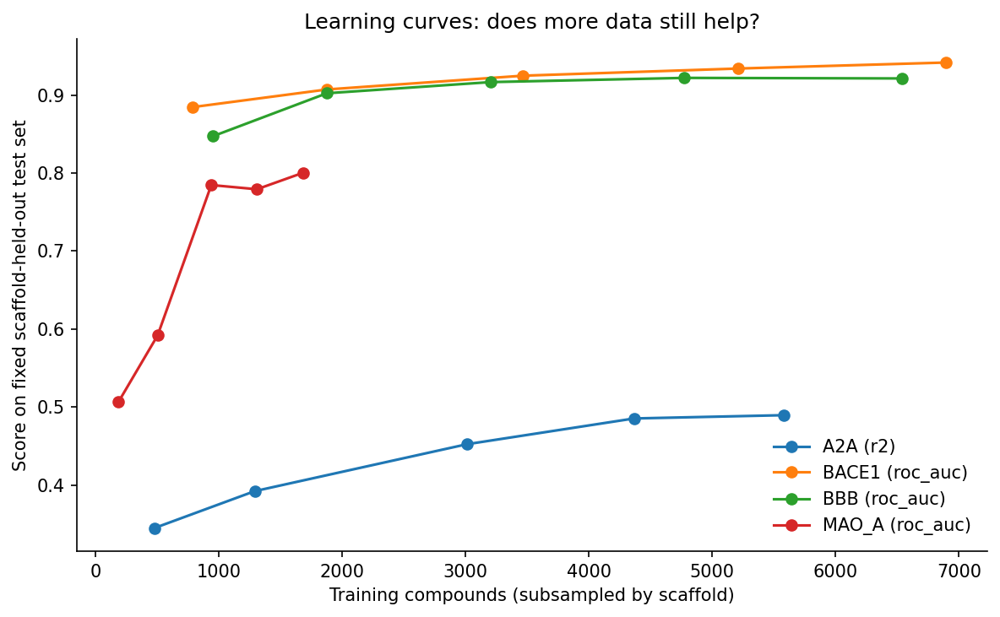 Learning curves: does more data still help?
Score on fixed scaffold-held-out test set
0.9
0.8
0.7
0.6
0.5
0.4
0 1000 2000 3000 4000 5000 6000 7000
Training compounds (subsampled by scaffold)
A2A (r2)
BACE1 (roc_auc)
BBB (roc_auc)
MAO_A (roc_auc)